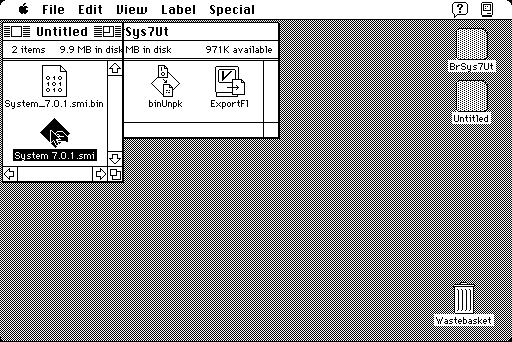 File Edit View Label Special
Untitled
2 items 9.9 MB in disk
System_7.0.1.smi.bin
System 7.0.1.smi
Sys7Ut
MB in disk 971K available
binUnpk ExportFl
BrSys7Ut
Untitled
Wastebasket